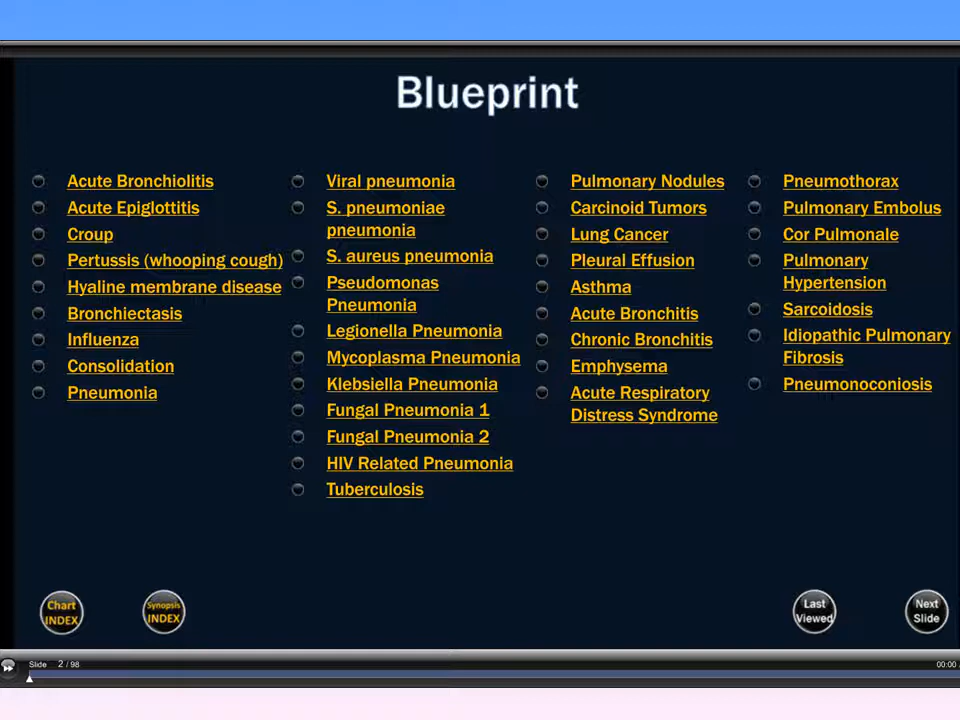 Blueprint
Acute Bronchiolitis
Acute Epiglottitis
Croup
Pertussis (whooping cough)
Hyaline membrane disease
Bronchiectasis
Influenza
Consolidation
Pneumonia
Viral pneumonia
S. pneumoniae
pneumonia
S. aureus pneumonia
Pseudomonas
Pneumonia
Legionella Pneumonia
Mycoplasma Pneumonia
Klebsiella Pneumonia
Fungal Pneumonia 1
Fungal Pneumonia 2
HIV Related Pneumonia
Tuberculosis
Pulmonary Nodules
Carcinoid Tumors
Lung Cancer
Pleural Effusion
Asthma
Acute Bronchitis
Chronic Bronchitis
Emphysema
Acute Respiratory
Distress Syndrome
Pneumothorax
Pulmonary Embolus
Cor Pulmonale
Pulmonary
Hypertension
Sarcoidosis
Idiopathic Pulmonary
Fibrosis
Pneumonoconiosis
Chart
INDEX
Synopsis
INDEX
Last
Viewed
Next
Slide
Slide 2 / 98
00:00